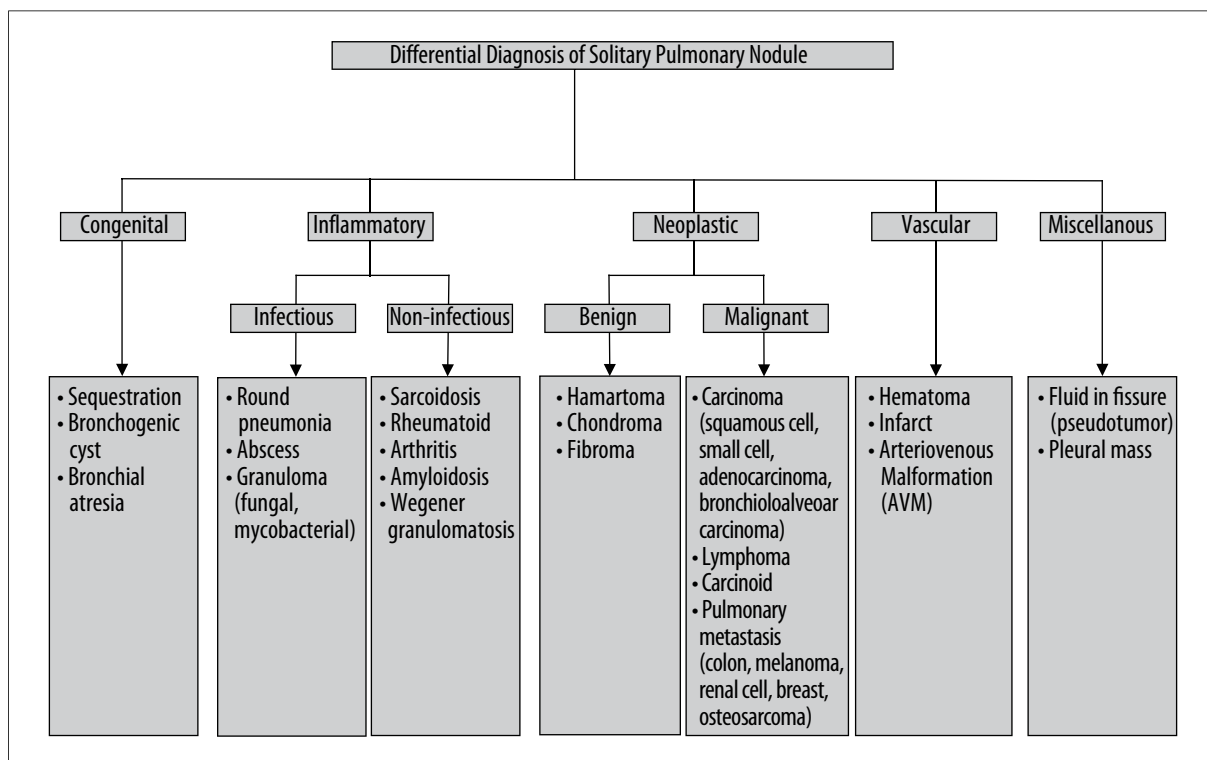 Differential Diagnosis of Solitary Pulmonary Nodule
Congenital
Inflammatory
Neoplastic
Vascular
Miscellanous
Infectious
Non-infectious
Benign
Malignant
• Sequestration
• Bronchogenic
cyst
• Bronchial
atresia
• Round
pneumonia
• Abscess
• Granuloma
(fungal,
mycobacterial)
• Sarcoidosis
• Rheumatoid
• Arthritis
• Amyloidosis
• Wegener
granulomatosis
• Hamartoma
• Chondroma
• Fibroma
• Carcinoma
(squamous cell,
small cell,
adenocarcinoma,
bronchioloalveoar
carcinoma)
• Lymphoma
• Carcinoid
• Pulmonary
metastasis
(colon, melanoma,
renal cell, breast,
osteosarcoma)
• Hematoma
• Infarct
• Arteriovenous
Malformation
(AVM)
• Fluid in fissure
(pseudotumor)
• Pleural mass